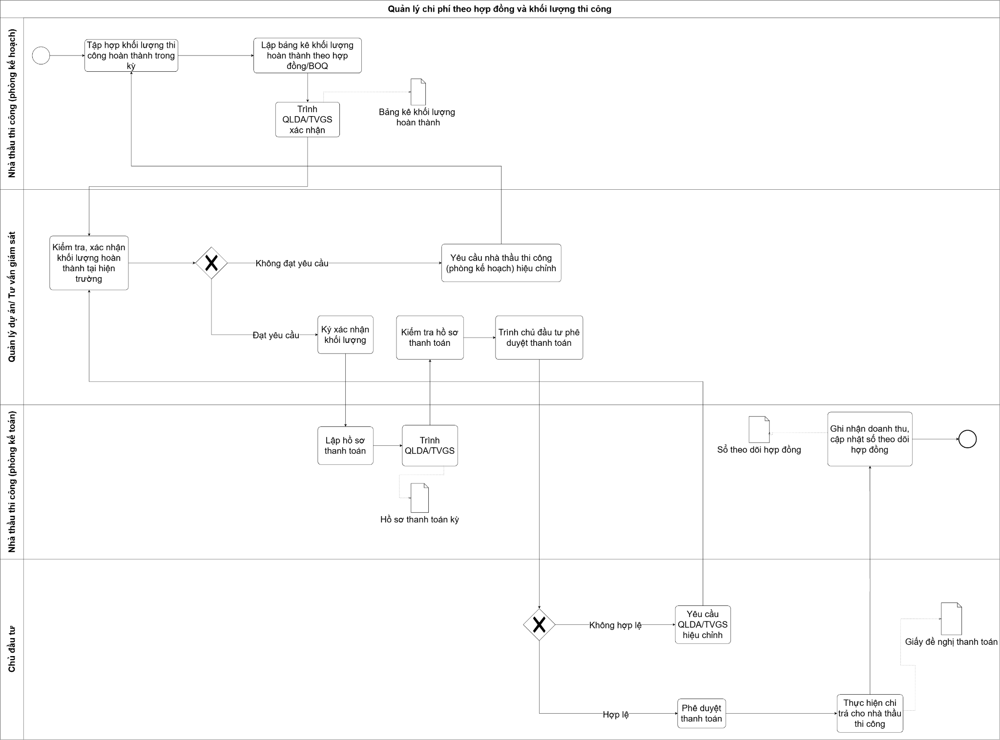 Quản lý chi phí theo hợp đồng và khối lượng thi công
Nhà thầu thi công (phòng kế hoạch)
Tập hợp khối lượng thi
công hoàn thành trong
kỳ
Lập bảng kê khối lượng
hoàn thành theo hợp
đồng/BOQ
Trình
QLDA/TVGS
xác nhận
Bảng kê khối lượng
hoàn thành
Quản lý dự án/ Tư vấn giám sát
Kiểm tra, xác nhận
khối lượng hoàn
thành tại hiện
trường
Không đạt yêu cầu
Yêu cầu nhà thầu thi công
(phòng kế hoạch) hiệu chỉnh
Đạt yêu cầu
Ký xác nhận
khối lượng
Kiểm tra hồ sơ
thanh toán
Trình chủ đầu tư phê
duyệt thanh toán
Nhà thầu thi công (phòng kế toán)
Lập hồ sơ
thanh toán
Trình
QLDA/TVGS
Hồ sơ thanh toán kỳ
Sổ theo dõi hợp đồng
Ghi nhận doanh thu,
cập nhật sổ theo dõi
hợp đồng
Chủ đầu tư
Không hợp lệ
Yêu cầu
QLDA/TVGS
hiệu chỉnh
Giấy đề nghị thanh toán
Hợp lệ
Phê duyệt
thanh toán
Thực hiện chi
trả cho nhà thầu
thi công